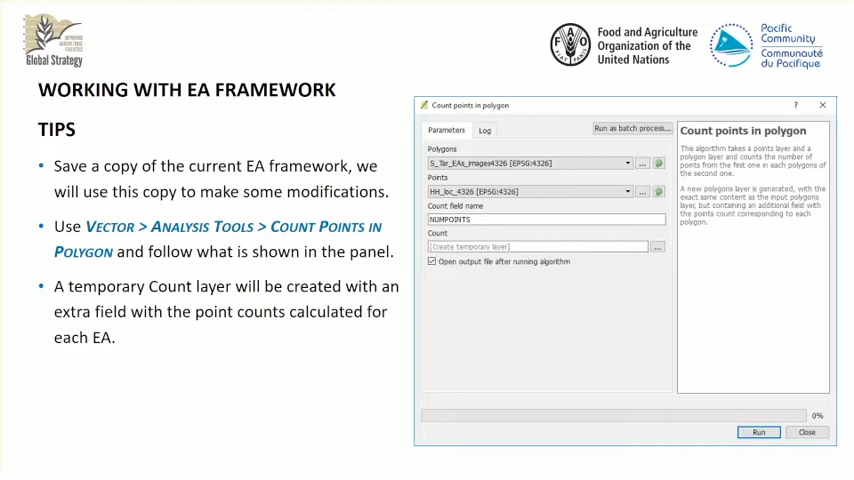 IMPROVING
AGRICULTURAL
STATISTICS
Global Strategy
FAO
FIAT PANIS
Food and Agriculture
Organization of the
United Nations
Pacific
Community
Communauté
du Pacifique
WORKING WITH EA FRAMEWORK
TIPS
• Save a copy of the current EA framework, we
will use this copy to make some modifications.
• Use VECTOR > ANALYSIS TOOLS > COUNT POINTS IN
POLYGON and follow what is shown in the panel.
• A temporary Count layer will be created with an
extra field with the point counts calculated for
each EA.
Count points in polygon
Parameters Log Run as batch process...
Polygons
S_Tar_EAs_images4326 [EPSG:4326] ...
Points
HH_loc_4326 [EPSG:4326] ...
Count field name
NUMPOINTS
Count
[Create temporary layer] ...
Open output file after running algorithm
Count points in polygon
This algorithm takes a points layer and a
polygon layer and counts the number of
points from the first one in each polygons of
the second one.
A new polygons layer is generated, with the
exact same content as the input polygons
layer, but containing an additional field with
the points count corresponding to each
polygon.
0%
Run Close